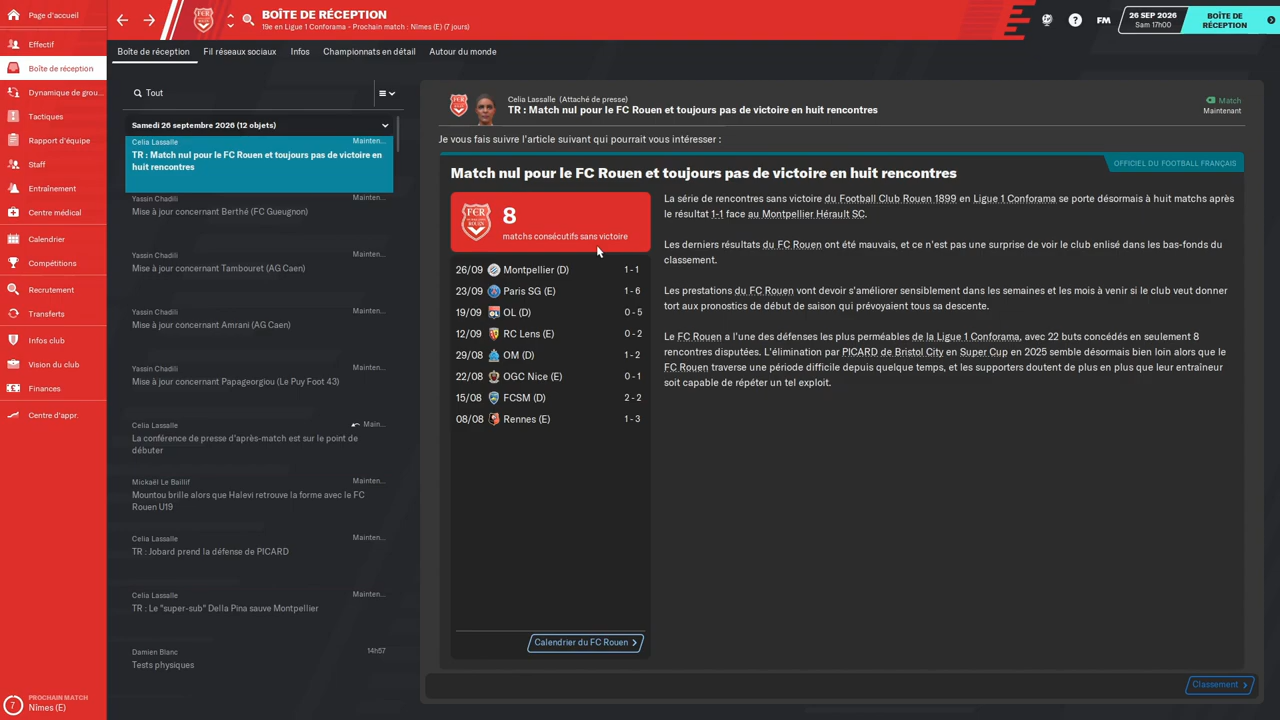 Page d'accueil
Effectif
Boîte de réception
Dynamique de grou...
Tactiques
Rapport d'équipe
Staff
Entraînement
Centre médical
Calendrier
Compétitions
Recrutement
Transferts
Infos club
Vision du club
Finances
Centre d'appr.
PROCHAIN MATCH
7
Nîmes (E)
BOÎTE DE RÉCEPTION
19e en Ligue 1 Conforama - Prochain match : Nîmes (E) (7 jours)
FM
26 SEP 2026
Sam 17h00
BOÎTE DE
RÉCEPTION
Boîte de réception
Fil réseaux sociaux
Infos
Championnats en détail
Autour du monde
Tout
Samedi 26 septembre 2026 (12 objets)
Celia Lassalle
Mainten...
TR : Match nul pour le FC Rouen et toujours pas de victoire en
huit rencontres
Yassin Chadili
Mainten...
Mise à jour concernant Berthé (FC Gueugnon)
Yassin Chadili
Mainten...
Mise à jour concernant Tambouret (AG Caen)
Yassin Chadili
Mainten...
Mise à jour concernant Amrani (AG Caen)
Yassin Chadili
Mainten...
Mise à jour concernant Papageorgiou (Le Puy Foot 43)
Celia Lassalle
Main...
La conférence de presse d'après-match est sur le point de
débuter
Mickaël Le Baillif
Mainten...
Mountou brille alors que Halevi retrouve la forme avec le FC
Rouen U19
Celia Lassalle
Mainten...
TR : Jobard prend la défense de PICARD
Celia Lassalle
Mainten...
TR : Le "super-sub" Della Pina sauve Montpellier
Damien Blanc
14h57
Tests physiques
Celia Lassalle (Attaché de presse)
TR : Match nul pour le FC Rouen et toujours pas de victoire en huit rencontres
Match
Maintenant
Je vous fais suivre l'article suivant qui pourrait vous intéresser :
OFFICIEL DU FOOTBALL FRANÇAIS
Match nul pour le FC Rouen et toujours pas de victoire en huit rencontres
FCR
8
matchs consécutifs sans victoire
26/09 Montpellier (D) 1 - 1
23/09 Paris SG (E) 1 - 6
19/09 OL (D) 0 - 5
12/09 RC Lens (E) 0 - 2
29/08 OM (D) 1 - 2
22/08 OGC Nice (E) 0 - 1
15/08 FCSM (D) 2 - 2
08/08 Rennes (E) 1 - 3
Calendrier du FC Rouen
La série de rencontres sans victoire du Football Club Rouen 1899 en Ligue 1 Conforama se porte désormais à huit matchs après
le résultat 1-1 face au Montpellier Hérault SC.
Les derniers résultats du FC Rouen ont été mauvais, et ce n'est pas une surprise de voir le club enlisé dans les bas-fonds du
classement.
Les prestations du FC Rouen vont devoir s'améliorer sensiblement dans les semaines et les mois à venir si le club veut donner
tort aux pronostics de début de saison qui prévoyaient tous sa descente.
Le FC Rouen a l'une des défenses les plus perméables de la Ligue 1 Conforama, avec 22 buts concédés en seulement 8
rencontres disputées. L'élimination par PICARD de Bristol City en Super Cup en 2025 semble désormais bien loin alors que le
FC Rouen traverse une période difficile depuis quelque temps, et les supporters doutent de plus en plus que leur entraîneur
soit capable de répéter un tel exploit.
Classement